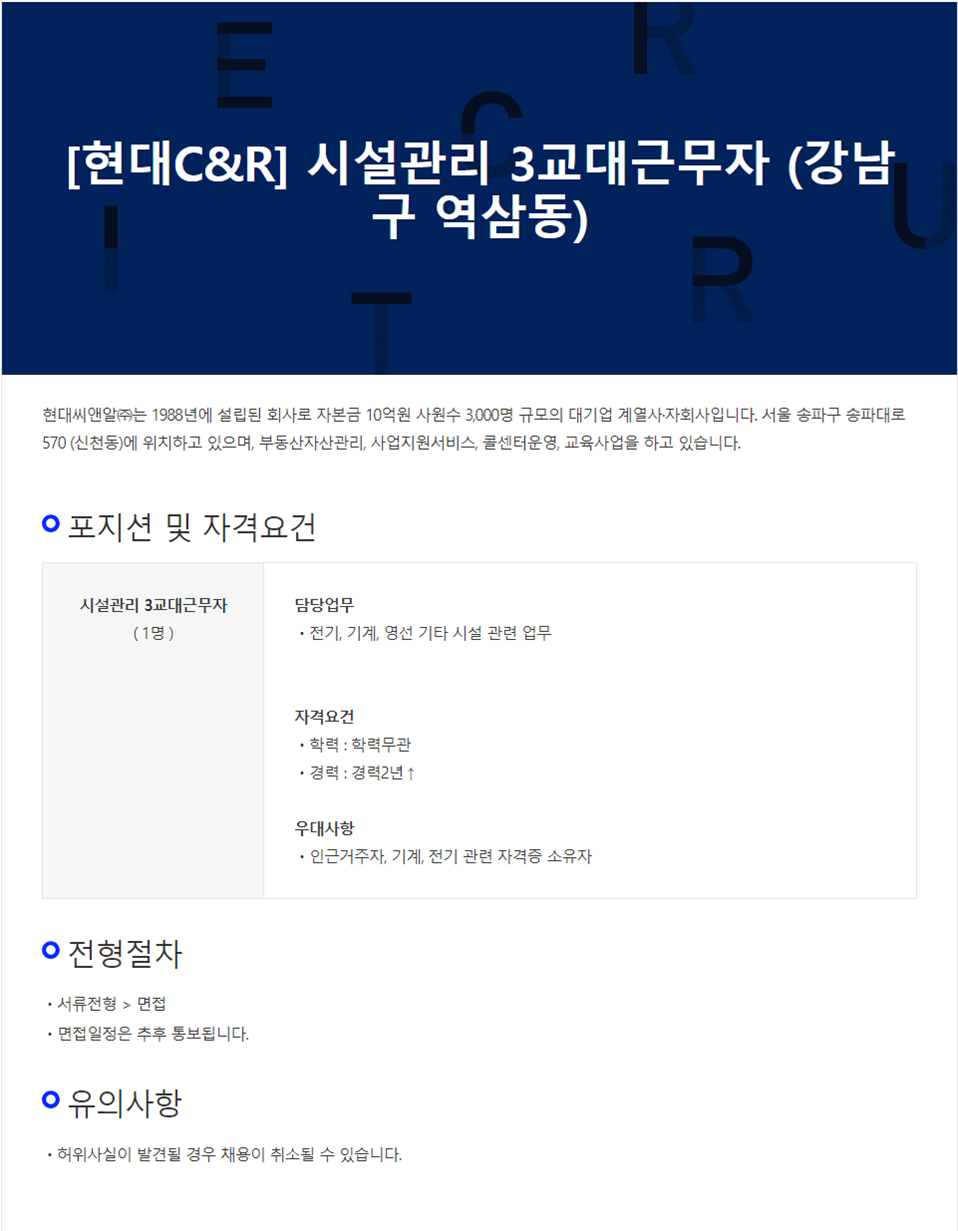 E
R
C
[현대C&R] 시설관리 3교대근무자 (강남
구 역삼동)
U
I
R
T
현대씨앤알㈜는 1988년에 설립된 회사로 자본금 10억원 사원수 3,000명 규모의 대기업 계열사·자회사입니다. 서울 송파구 송파대로
570 (신천동)에 위치하고 있으며, 부동산자산관리, 사업지원서비스, 콜센터운영, 교육사업을 하고 있습니다.
포지션 및 자격요건
시설관리 3교대근무자
( 1명 )
담당업무
・전기, 기계, 영선 기타 시설 관련 업무
자격요건
・학력 : 학력무관
・경력 : 경력2년↑
우대사항
・인근거주자, 기계, 전기 관련 자격증 소유자
전형절차
・서류전형 > 면접
・면접일정은 추후 통보됩니다.
유의사항
・허위사실이 발견될 경우 채용이 취소될 수 있습니다.